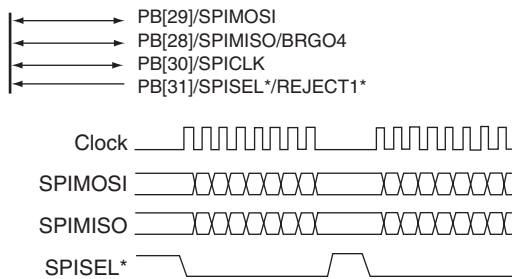 PB[29]/SPIMOSI
PB[28]/SPIMISO/BRGO4
PB[30]/SPICLK
PB[31]/SPISEL*/REJECT1*
Clock
SPIMOSI
SPIMISO
SPISEL*